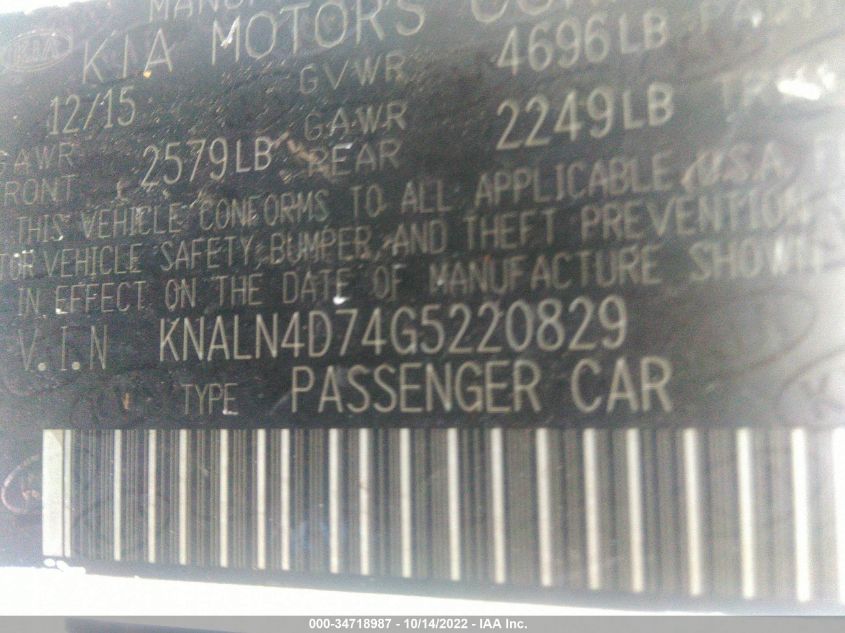 KIA MOTORS
12/15 GVWR 4696LB
GAWR FRONT 2579LB GAWR REAR 2249LB
THIS VEHICLE CONFORMS TO ALL APPLICABLE U.S.A.
VEHICLE SAFETY, BUMPER, AND THEFT PREVENTION
IN EFFECT ON THE DATE OF MANUFACTURE SHOWN
V.I.N KNALN4D74G5220829
TYPE PASSENGER CAR
000-34718987 - 10/14/2022 - IAA Inc.